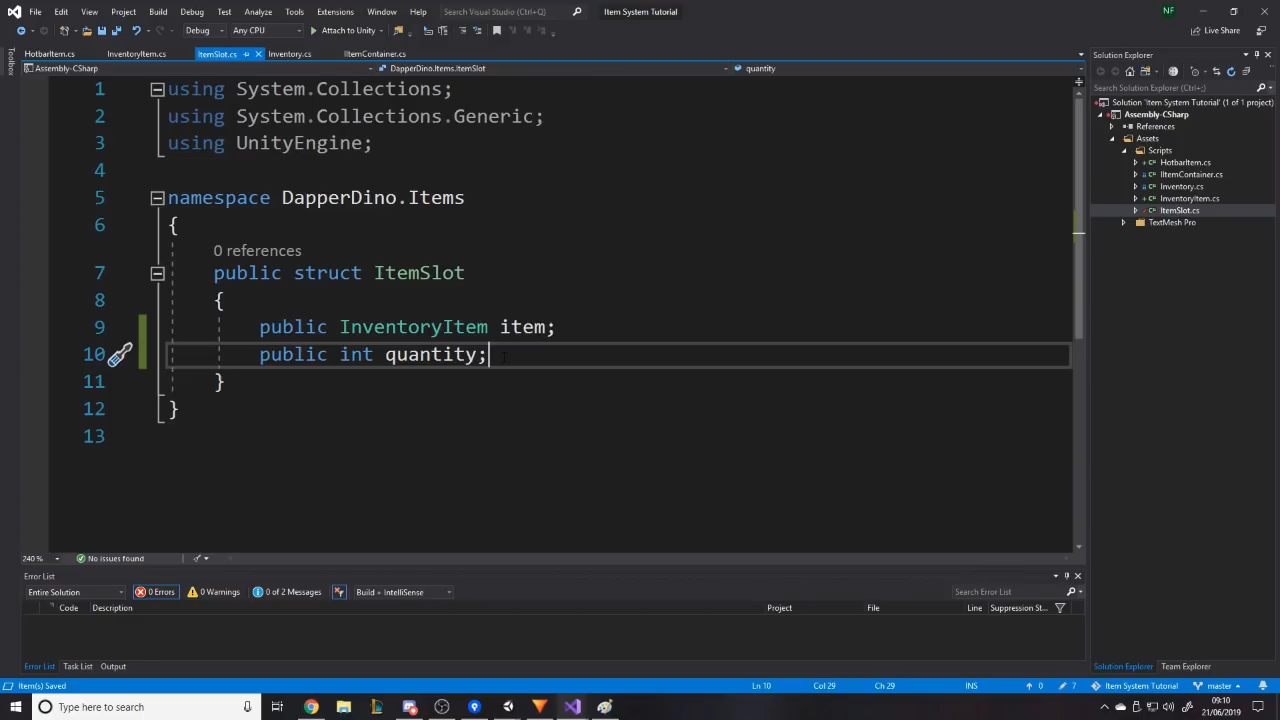 File Edit View Project Build Debug Test Analyze Tools Extensions Window Help Search Visual Studio (Ctrl+Q) Item System Tutorial NF
Debug Any CPU Attach to Unity Live Share
Toolbox
HotbarItem.cs InventoryItem.cs ItemSlot.cs Inventory.cs IItemContainer.cs
Assembly-CSharp DapperDino.Items.ItemSlot quantity
1 using System.Collections;
2 using System.Collections.Generic;
3 using UnityEngine;
4
5 namespace DapperDino.Items
6 {
0 references
7 public struct ItemSlot
8 {
9 public InventoryItem item;
10 public int quantity;
11 }
12 }
13
240 % No issues found
Solution Explorer
Search Solution Explorer (Ctrl+;)
Solution 'Item System Tutorial' (1 of 1 project)
Assembly-CSharp
References
Assets
Scripts
HotbarItem.cs
IItemContainer.cs
Inventory.cs
InventoryItem.cs
ItemSlot.cs
TextMesh Pro
Error List
Entire Solution 0 Errors 0 Warnings 0 of 2 Messages Build + IntelliSense Search Error List
Code Description Project File Line Suppression St...
Error List Task List Output
Solution Explorer Team Explorer
Item(s) Saved Ln 10 Col 29 Ch 29 INS 0 7 Item System Tutorial master
Type here to search
09:10
21/06/2019